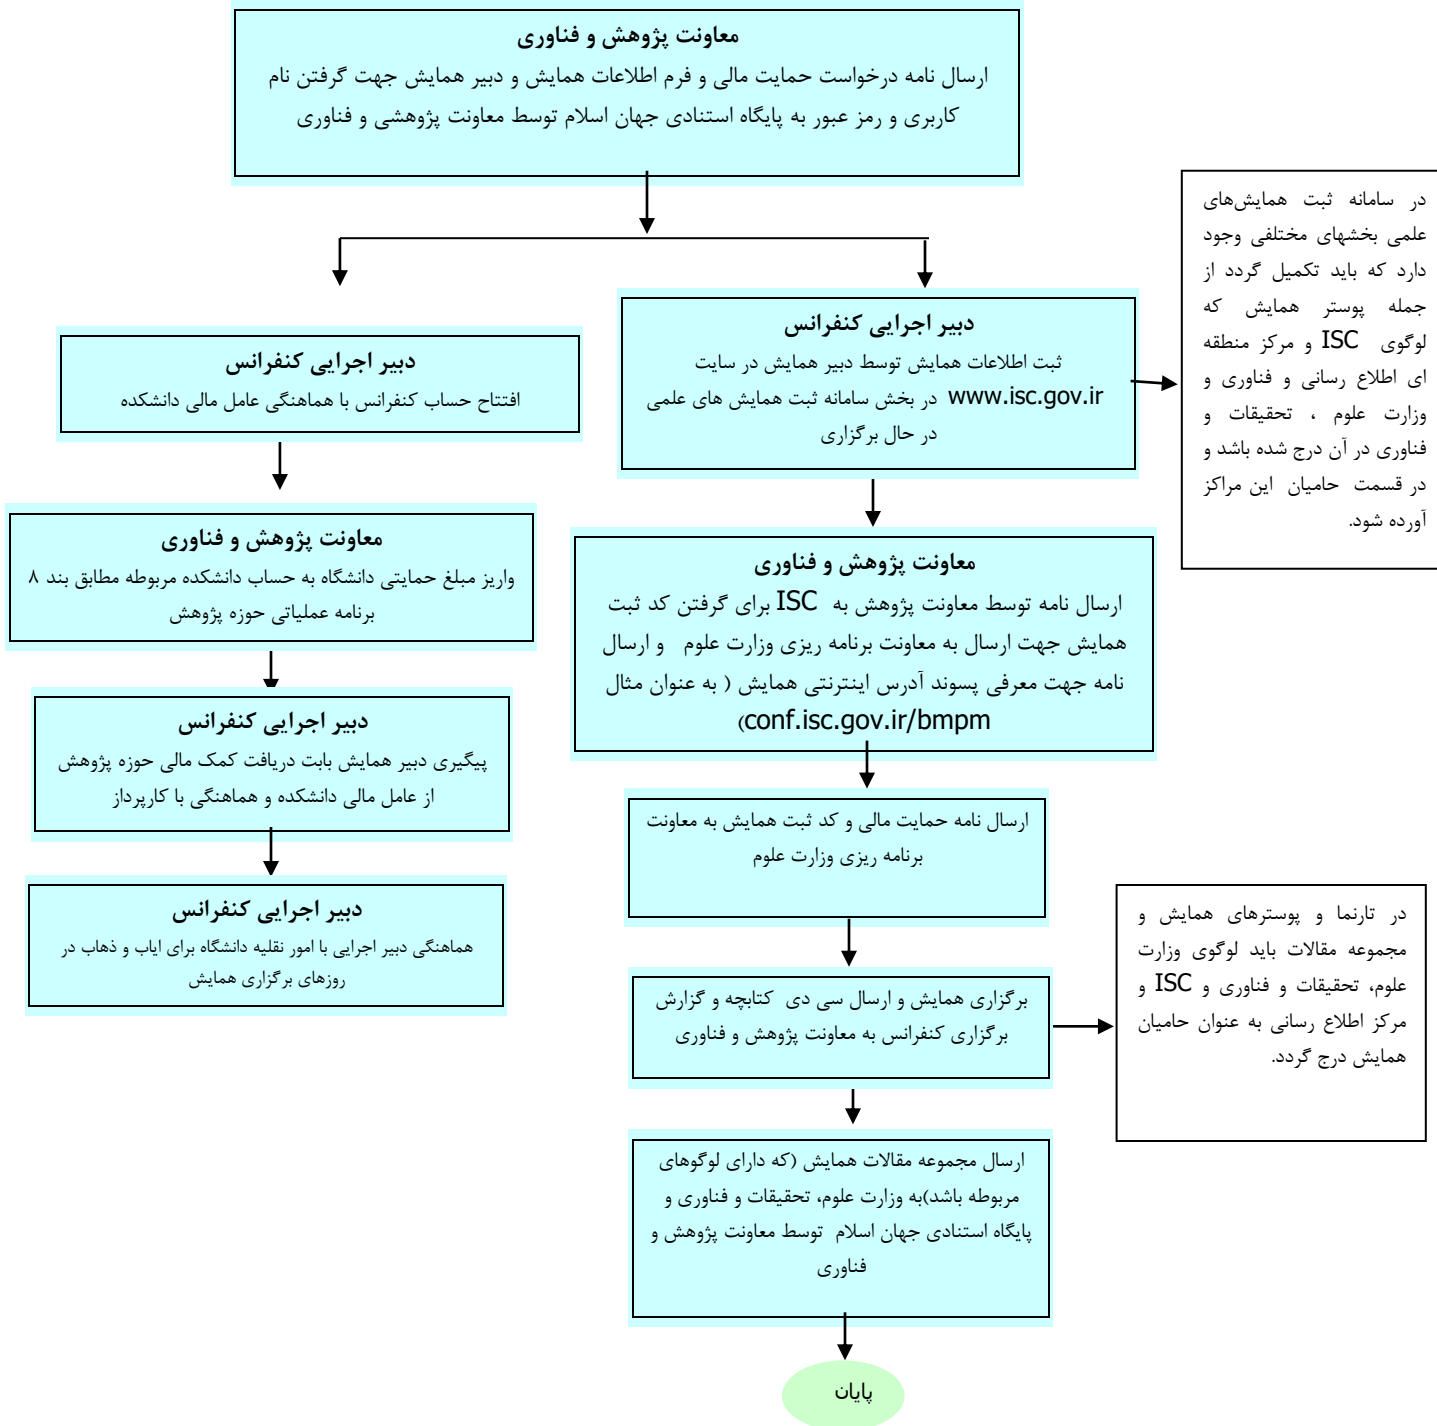 معاونت پژوهش و فناوری
ارسال نامه درخواست حمایت مالی و فرم اطلاعات همایش و دبیر همایش جهت گرفتن نام
کاربری و رمز عبور به پایگاه استنادی جهان اسلام توسط معاونت پژوهشی و فناوری
در سامانه ثبت همایش‌های
علمی بخشهای مختلفی وجود
دارد که باید تکمیل گردد از
جمله پوستر همایش که
لوگوی ISC و مرکز منطقه
ای اطلاع رسانی و فناوری و
وزارت علوم ، تحقیقات و
فناوری در آن درج شده باشد و
در قسمت حامیان این مراکز
آورده شود.
دبیر اجرایی کنفرانس
ثبت اطلاعات همایش توسط دبیر همایش در سایت
www.isc.gov.ir در بخش سامانه ثبت همایش های علمی
در حال برگزاری
دبیر اجرایی کنفرانس
افتتاح حساب کنفرانس با هماهنگی عامل مالی دانشکده
معاونت پژوهش و فناوری
واریز مبلغ حمایتی دانشگاه به حساب دانشکده مربوطه مطابق بند ۸
برنامه عملیاتی حوزه پژوهش
معاونت پژوهش و فناوری
ارسال نامه توسط معاونت پژوهش به ISC برای گرفتن کد ثبت
همایش جهت ارسال به معاونت برنامه ریزی وزارت علوم و ارسال
نامه جهت معرفی پسوند آدرس اینترنتی همایش ( به عنوان مثال
conf.isc.gov.ir/bmpm)
دبیر اجرایی کنفرانس
پیگیری دبیر همایش بابت دریافت کمک مالی حوزه پژوهش
از عامل مالی دانشکده و هماهنگی با کارپرداز
ارسال نامه حمایت مالی و کد ثبت همایش به معاونت
برنامه ریزی وزارت علوم
دبیر اجرایی کنفرانس
هماهنگی دبیر اجرایی با امور نقلیه دانشگاه برای ایاب و ذهاب در
روزهای برگزاری همایش
در تارنما و پوسترهای همایش و
مجموعه مقالات باید لوگوی وزارت
علوم، تحقیقات و فناوری و ISC و
مرکز اطلاع رسانی به عنوان حامیان
همایش درج گردد.
برگزاری همایش و ارسال سی دی کتابچه و گزارش
برگزاری کنفرانس به معاونت پژوهش و فناوری
ارسال مجموعه مقالات همایش (که دارای لوگوهای
مربوطه باشد)به وزارت علوم، تحقیقات و فناوری و
پایگاه استنادی جهان اسلام توسط معاونت پژوهش و
فناوری
پایان